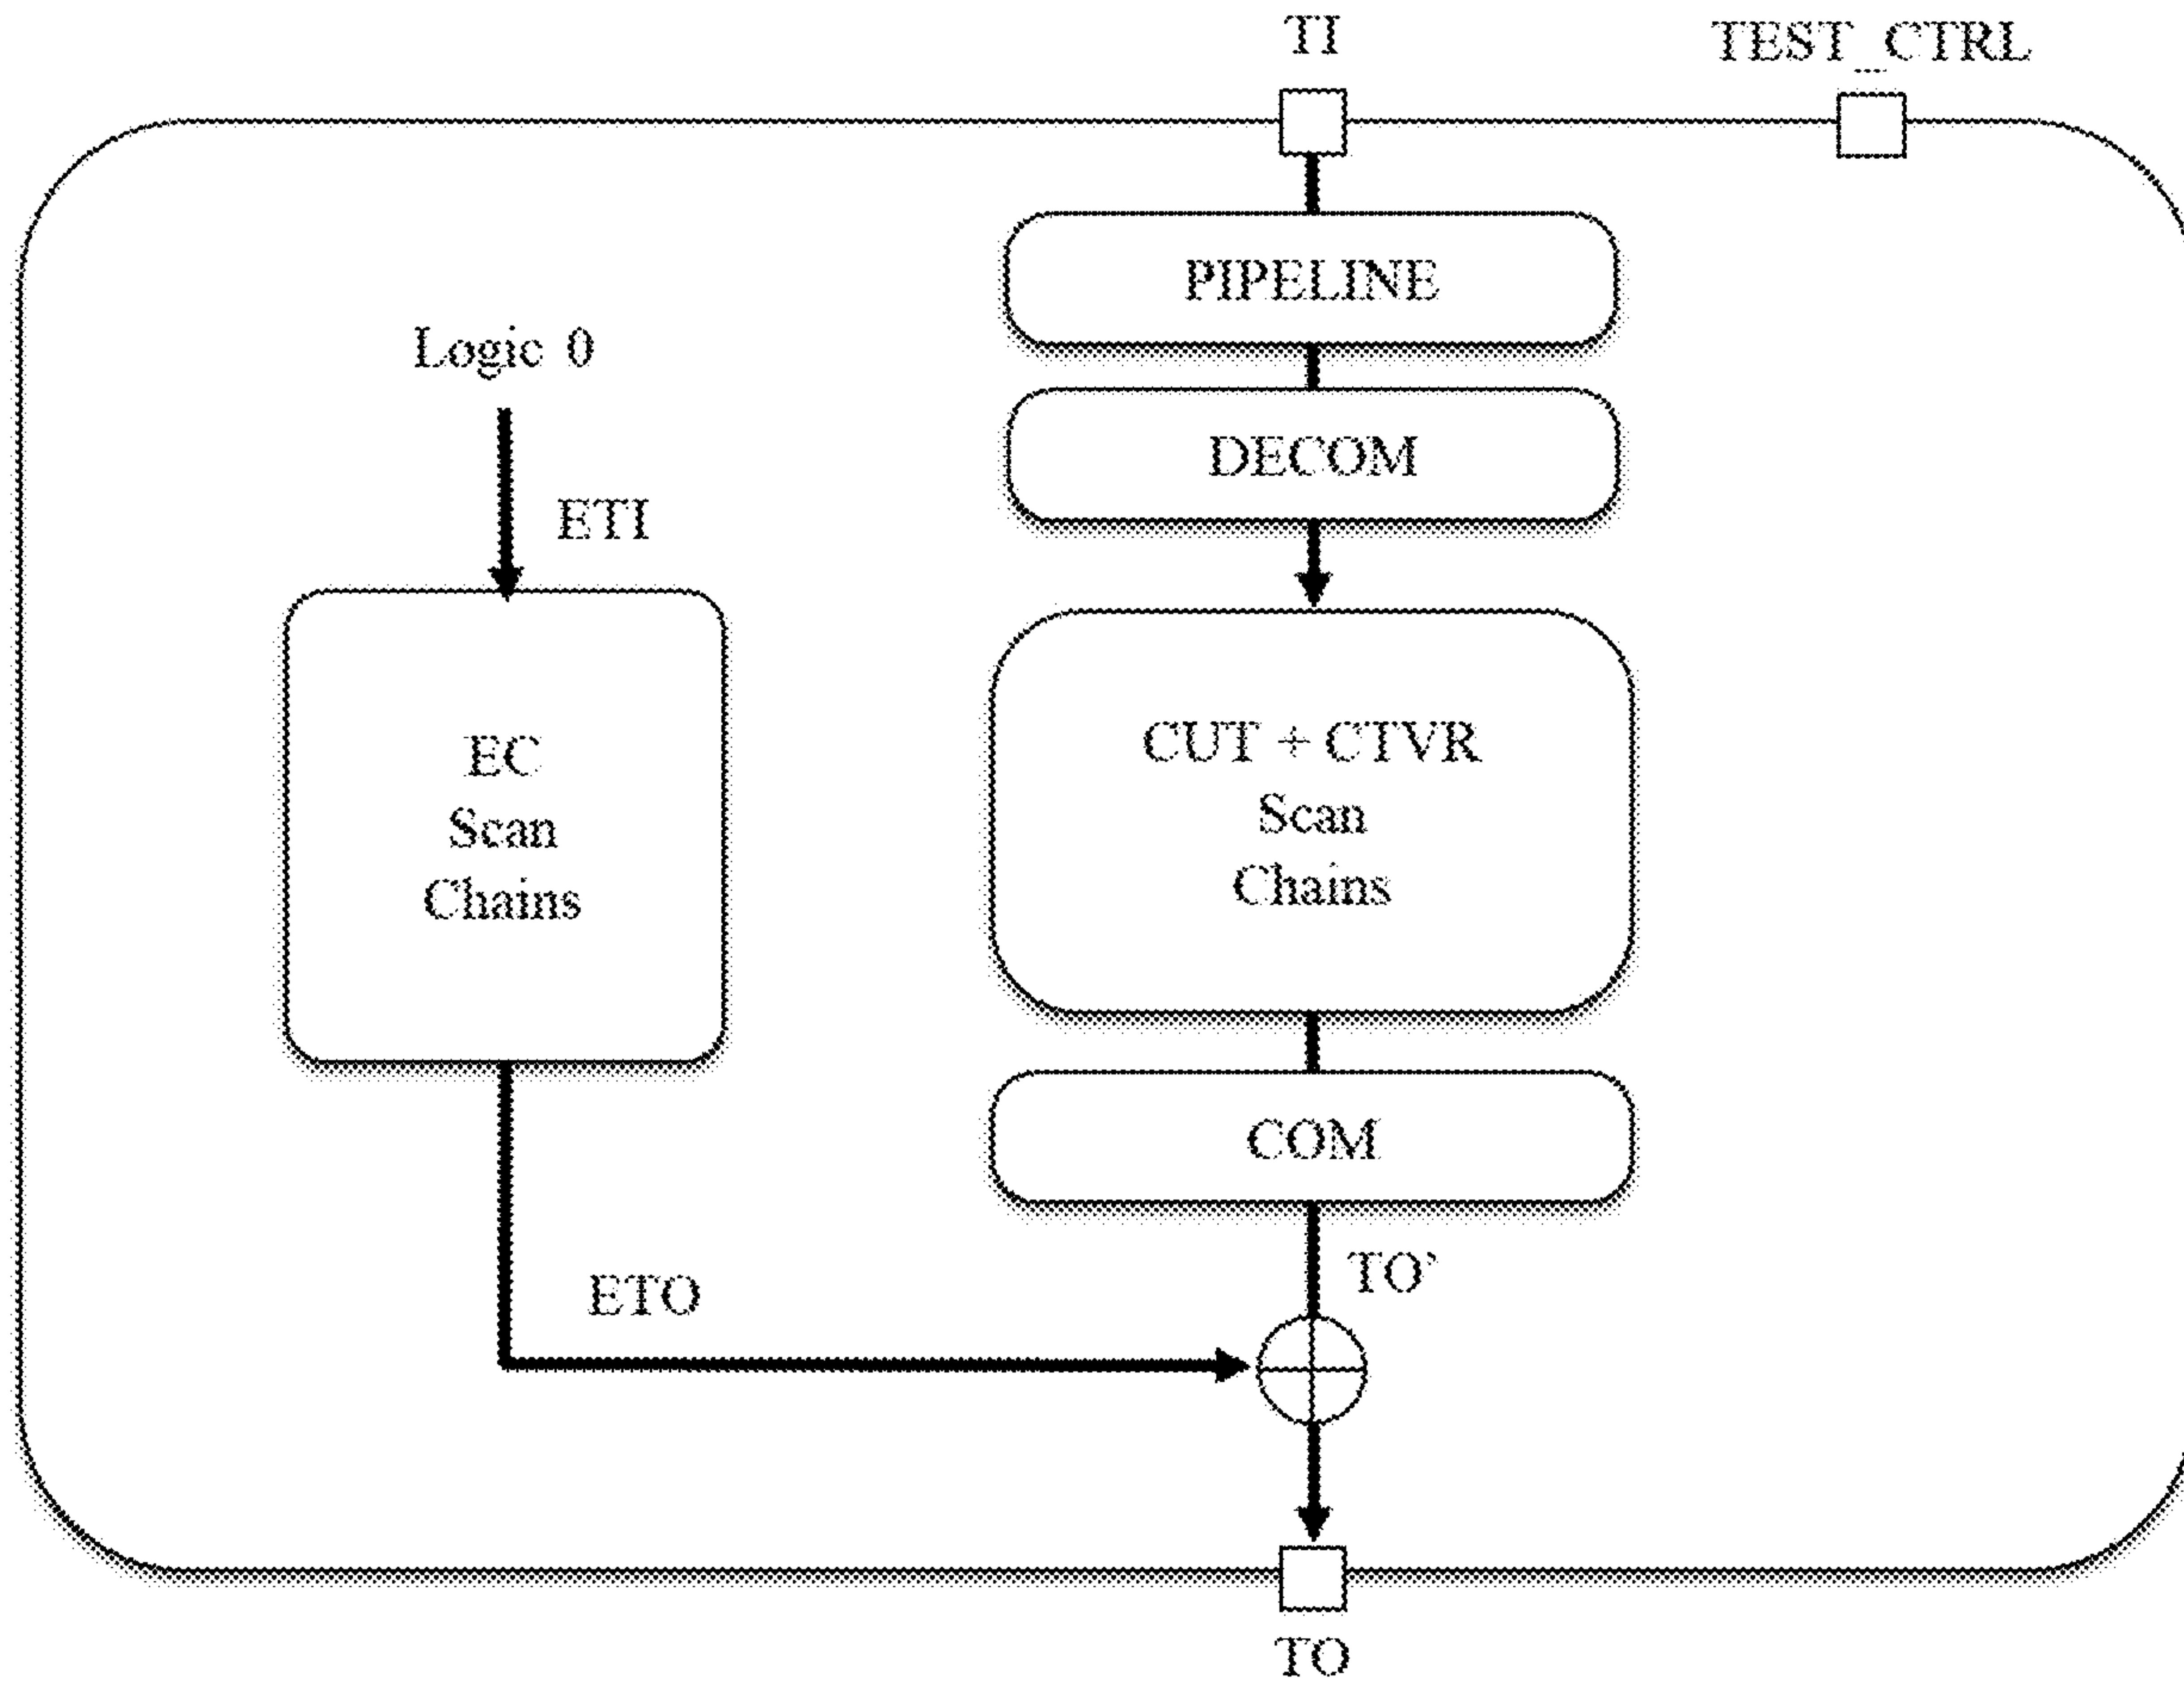 TI
TEST_CTRL
PIPELINE
Logic 0
DECOM
ETI
EC
Scan
Chains
CUT + CTVR
Scan
Chains
COM
TO’
ETO
TO